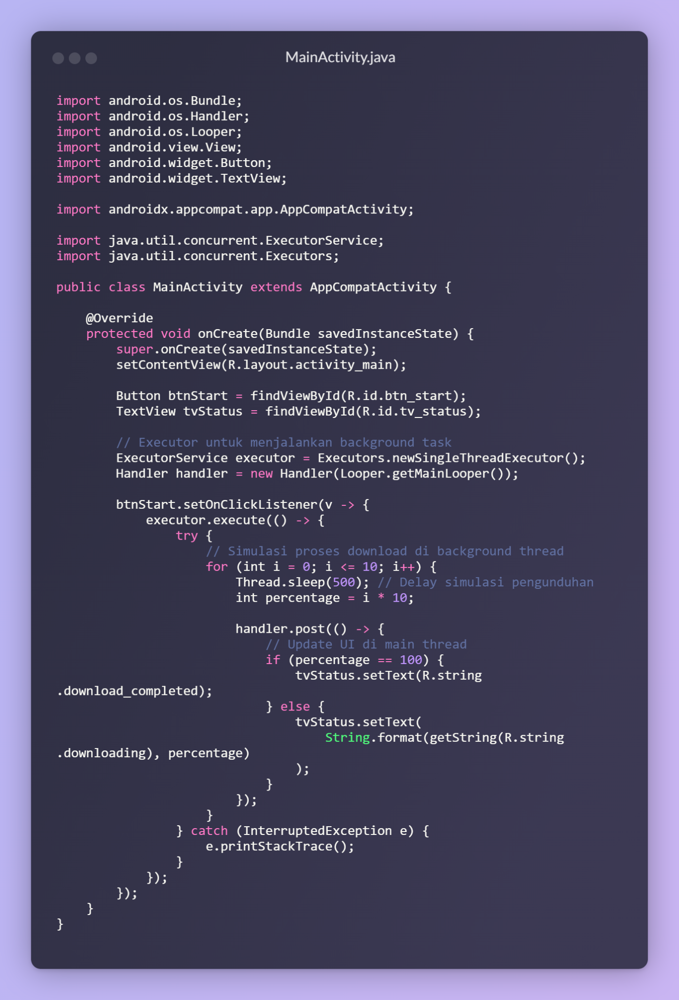 MainActivity.java
import android.os.Bundle;
import android.os.Handler;
import android.os.Looper;
import android.view.View;
import android.widget.Button;
import android.widget.TextView;
import androidx.appcompat.app.AppCompatActivity;
import java.util.concurrent.ExecutorService;
import java.util.concurrent.Executors;
public class MainActivity extends AppCompatActivity {
    @Override
    protected void onCreate(Bundle savedInstanceState) {
        super.onCreate(savedInstanceState);
        setContentView(R.layout.activity_main);
        Button btnStart = findViewById(R.id.btn_start);
        TextView tvStatus = findViewById(R.id.tv_status);
        // Executor untuk menjalankan background task
        ExecutorService executor = Executors.newSingleThreadExecutor();
        Handler handler = new Handler(Looper.getMainLooper());
        btnStart.setOnClickListener(v -> {
            executor.execute(() -> {
                try {
                    // Simulasi proses download di background thread
                    for (int i = 0; i <= 10; i++) {
                        Thread.sleep(500); // Delay simulasi pengunduhan
                        int percentage = i * 10;
                        handler.post(() -> {
                            // Update UI di main thread
                            if (percentage == 100) {
                                tvStatus.setText(R.string
.download_completed);
                            } else {
                                tvStatus.setText(
                                    String.format(getString(R.string
.downloading), percentage)
                                );
                            }
                        });
                    }
                } catch (InterruptedException e) {
                    e.printStackTrace();
                }
            });
        });
    }
}